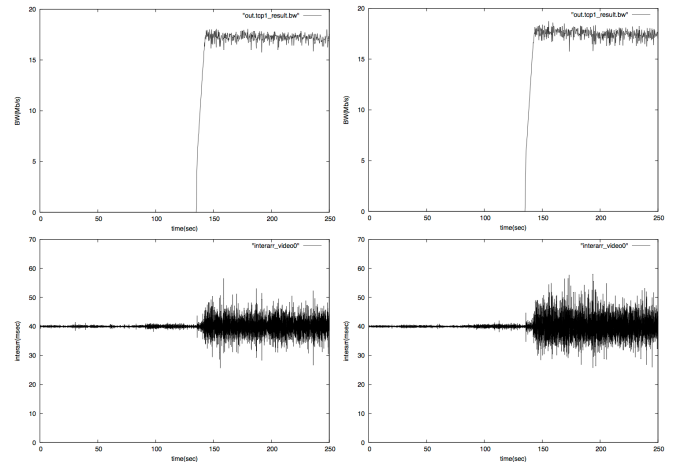 20
15
10
5
0
BW(Mb/s)
"out.tcp1_result.bw"
0 50 100 150 200 250
time(sec)
20
15
10
5
0
BW(Mb/s)
"out.tcp1_result.bw"
0 50 100 150 200 250
time(sec)
70
60
50
40
30
20
10
0
interarr(msec)
"interarr_video0"
0 50 100 150 200 250
time(sec)
70
60
50
40
30
20
10
0
interarr(msec)
"interarr_video0"
0 50 100 150 200 250
time(sec)